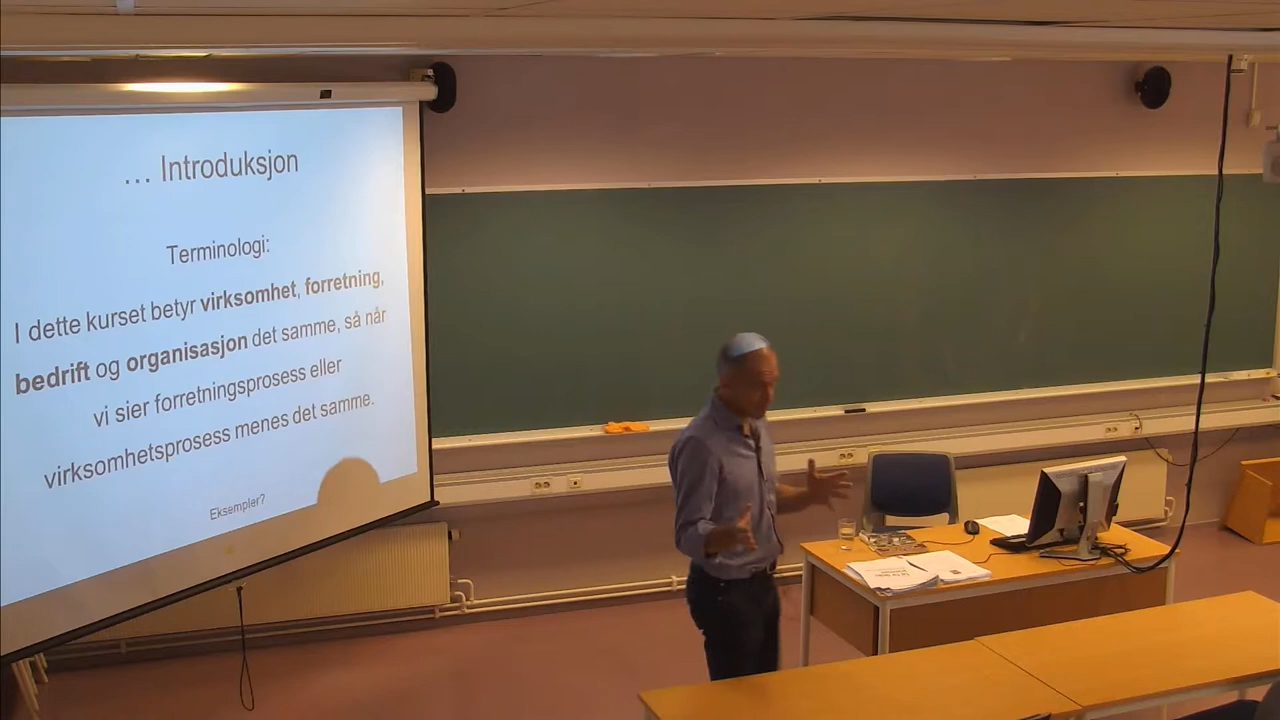 ... Introduksjon
Terminologi:
I dette kurset betyr virksomhet, forretning,
bedrift og organisasjon det samme, så når
vi sier forretningsprosess eller
virksomhetsprosess menes det samme.
Eksempler?